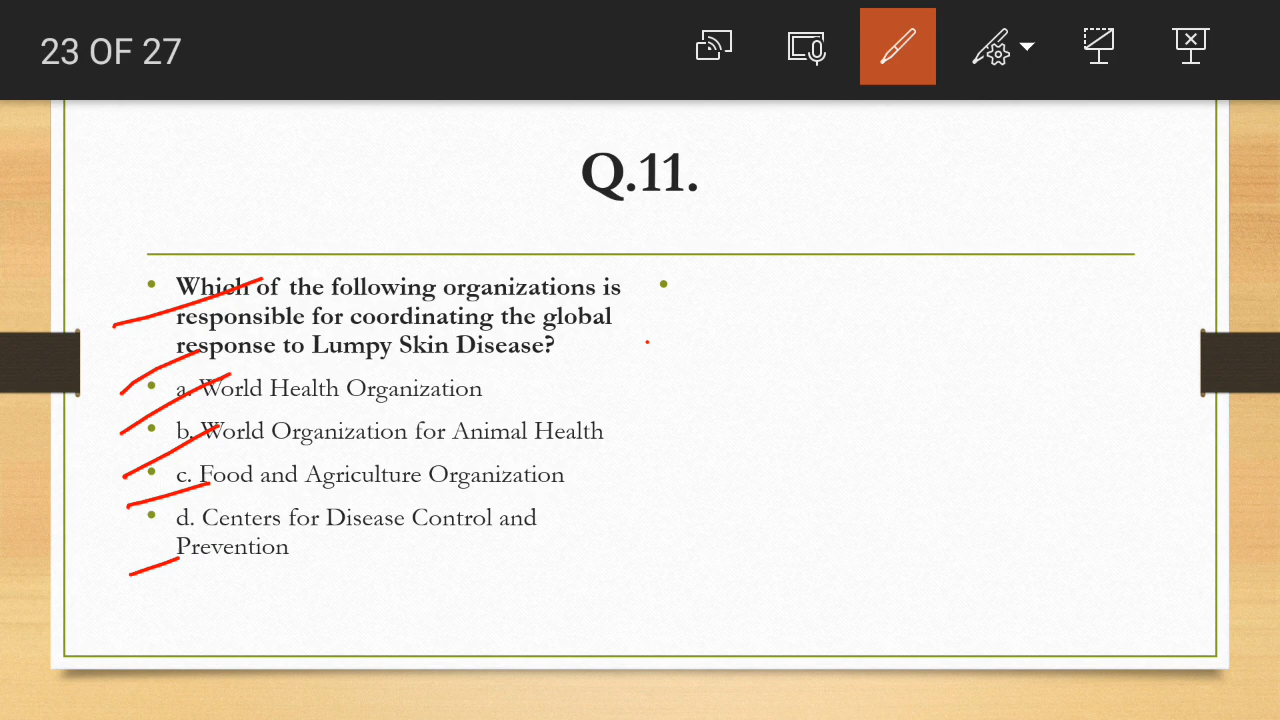 23 OF 27
Q.11.
Which of the following organizations is
responsible for coordinating the global
response to Lumpy Skin Disease?
a. World Health Organization
b. World Organization for Animal Health
c. Food and Agriculture Organization
d. Centers for Disease Control and
Prevention